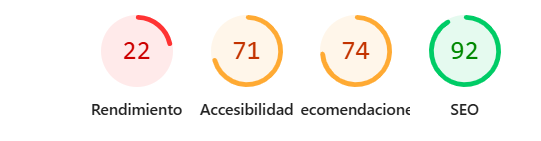 22 71 74 92
Rendimiento Accesibilidad ecomendacione SEO